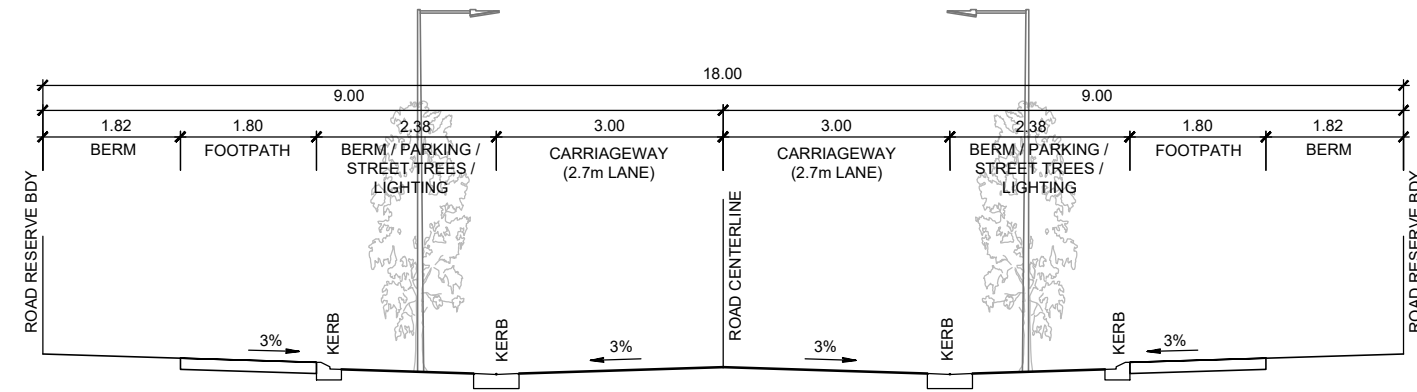 18.00
9.00 9.00
1.82 1.80 2.38 3.00 3.00 2.38 1.80 1.82
BERM
FOOTPATH
BERM / PARKING /
STREET TREES /
LIGHTING
CARRIAGEWAY
(2.7m LANE)
CARRIAGEWAY
(2.7m LANE)
BERM / PARKING /
STREET TREES /
LIGHTING
FOOTPATH
BERM
ROAD RESERVE BDY
ROAD CENTERLINE
ROAD RESERVE BDY
3%
KERB
KERB
3%
3%
KERB
KERB
3%